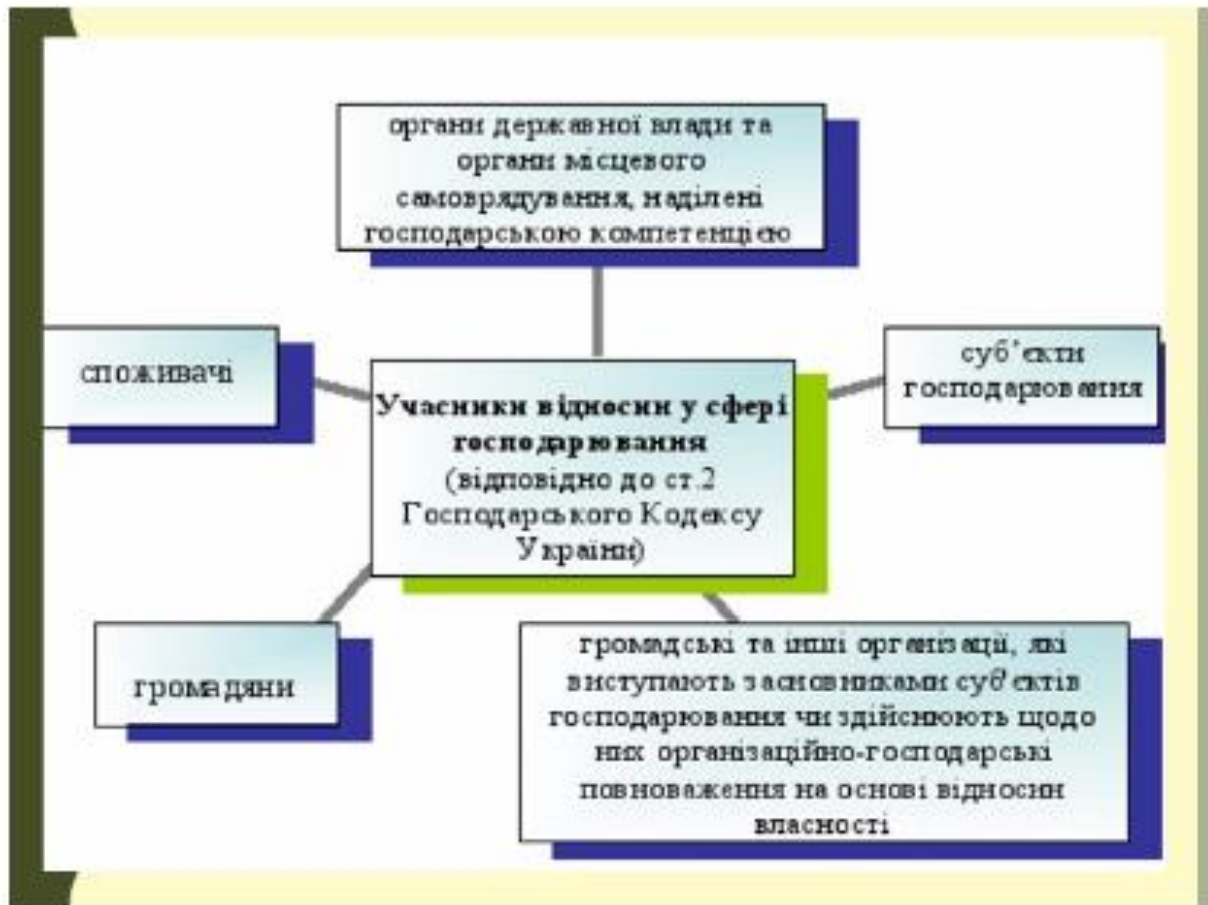 органи державної влади та
органи місцевого
самоврядування, наділені
господарською компетенцією
споживачі
суб’єкти
господарювання
Учасники відносин у сфері
господарювання
(відповідно до ст.2
Господарського Кодексу
України)
громадяни
громадські та інші організації, які
виступають засновниками суб'єктів
господарювання чи здійснюють щодо
них організаційно-господарські
повноваження на основі відносин
власності